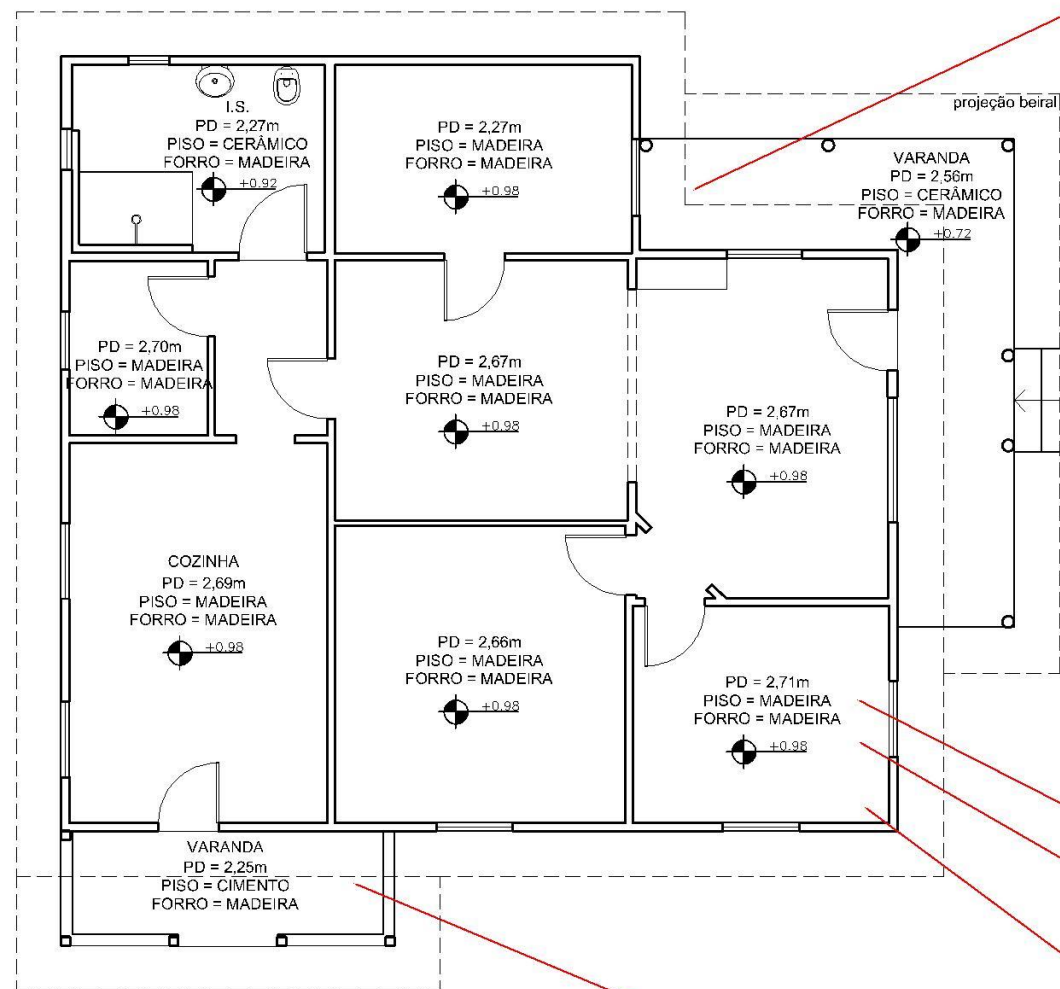 projeção beiral
I.S.
PD = 2,27m
PISO = CERÂMICO
FORRO = MADEIRA
+0.92
PD = 2,27m
PISO = MADEIRA
FORRO = MADEIRA
+0.98
VARANDA
PD = 2,56m
PISO = CERÂMICO
FORRO = MADEIRA
+0.72
PD = 2,70m
PISO = MADEIRA
FORRO = MADEIRA
+0.98
PD = 2,67m
PISO = MADEIRA
FORRO = MADEIRA
+0.98
PD = 2,67m
PISO = MADEIRA
FORRO = MADEIRA
+0.98
COZINHA
PD = 2,69m
PISO = MADEIRA
FORRO = MADEIRA
+0.98
PD = 2,66m
PISO = MADEIRA
FORRO = MADEIRA
+0.98
PD = 2,71m
PISO = MADEIRA
FORRO = MADEIRA
+0.98
VARANDA
PD = 2,25m
PISO = CIMENTO
FORRO = MADEIRA